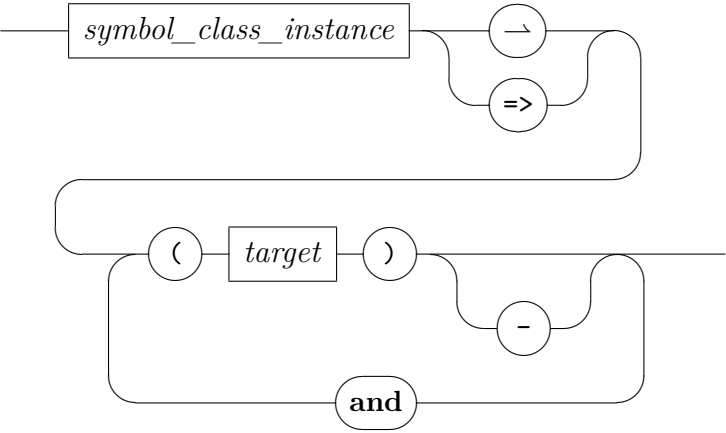 symbol_class_instance ⇀
=>
( target )
-
and